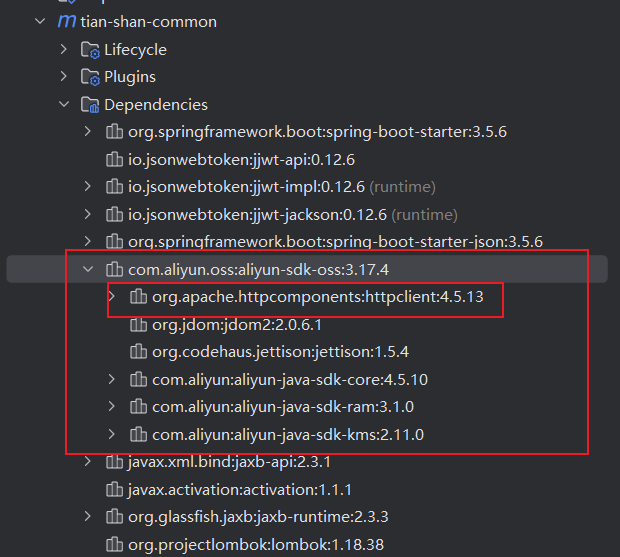 tian-shan-common
Lifecycle
Plugins
Dependencies
org.springframework.boot:spring-boot-starter:3.5.6
io.jsonwebtoken:jjwt-api:0.12.6
io.jsonwebtoken:jjwt-impl:0.12.6 (runtime)
io.jsonwebtoken:jjwt-jackson:0.12.6 (runtime)
org.springframework.boot:spring-boot-starter-json:3.5.6
com.aliyun.oss:aliyun-sdk-oss:3.17.4
org.apache.httpcomponents:httpclient:4.5.13
org.jdom:jdom2:2.0.6.1
org.codehaus.jettison:jettison:1.5.4
com.aliyun:aliyun-java-sdk-core:4.5.10
com.aliyun:aliyun-java-sdk-ram:3.1.0
com.aliyun:aliyun-java-sdk-kms:2.11.0
javax.xml.bind:jaxb-api:2.3.1
javax.activation:activation:1.1.1
org.glassfish.jaxb:jaxb-runtime:2.3.3
org.projectlombok:lombok:1.18.38